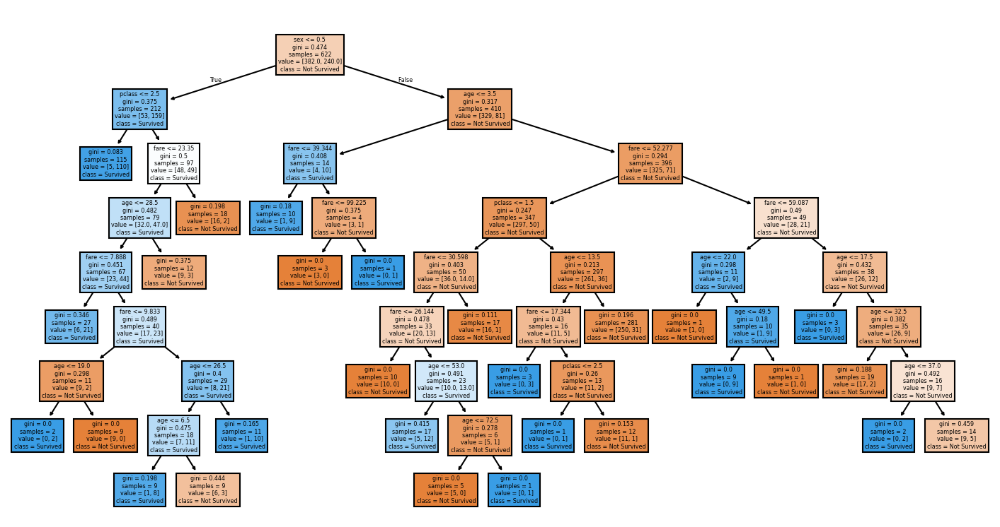 sex <= 0.5
gini = 0.474
samples = 622
value = [382.0, 240.0]
class = Not Survived
True
False
pclass <= 2.5
gini = 0.375
samples = 212
value = [53, 159]
class = Survived
age <= 3.5
gini = 0.317
samples = 410
value = [329, 81]
class = Not Survived
gini = 0.083
samples = 115
value = [5, 110]
class = Survived
fare <= 23.35
gini = 0.5
samples = 97
value = [48, 49]
class = Survived
fare <= 39.344
gini = 0.408
samples = 14
value = [4, 10]
class = Survived
fare <= 52.277
gini = 0.294
samples = 396
value = [325, 71]
class = Not Survived
age <= 28.5
gini = 0.482
samples = 79
value = [32.0, 47.0]
class = Survived
gini = 0.198
samples = 18
value = [16, 2]
class = Not Survived
gini = 0.18
samples = 10
value = [1, 9]
class = Survived
fare <= 99.225
gini = 0.375
samples = 4
value = [3, 1]
class = Not Survived
pclass <= 1.5
gini = 0.247
samples = 347
value = [297, 50]
class = Not Survived
fare <= 59.087
gini = 0.49
samples = 49
value = [28, 21]
class = Not Survived
fare <= 7.888
gini = 0.451
samples = 67
value = [23, 44]
class = Survived
gini = 0.375
samples = 12
value = [9, 3]
class = Not Survived
gini = 0.0
samples = 3
value = [3, 0]
class = Not Survived
gini = 0.0
samples = 1
value = [0, 1]
class = Survived
fare <= 30.598
gini = 0.403
samples = 50
value = [36.0, 14.0]
class = Not Survived
age <= 13.5
gini = 0.213
samples = 297
value = [261, 36]
class = Not Survived
age <= 22.0
gini = 0.298
samples = 11
value = [2, 9]
class = Survived
age <= 17.5
gini = 0.432
samples = 38
value = [26, 12]
class = Not Survived
gini = 0.346
samples = 27
value = [6, 21]
class = Survived
fare <= 9.833
gini = 0.489
samples = 40
value = [17, 23]
class = Survived
fare <= 26.144
gini = 0.478
samples = 33
value = [20, 13]
class = Not Survived
gini = 0.111
samples = 17
value = [16, 1]
class = Not Survived
fare <= 17.344
gini = 0.43
samples = 16
value = [11, 5]
class = Not Survived
gini = 0.196
samples = 281
value = [250, 31]
class = Not Survived
gini = 0.0
samples = 1
value = [1, 0]
class = Not Survived
age <= 49.5
gini = 0.18
samples = 10
value = [1, 9]
class = Survived
gini = 0.0
samples = 3
value = [0, 3]
class = Survived
age <= 32.5
gini = 0.382
samples = 35
value = [26, 9]
class = Not Survived
age <= 19.0
gini = 0.298
samples = 11
value = [9, 2]
class = Not Survived
age <= 26.5
gini = 0.4
samples = 29
value = [8, 21]
class = Survived
gini = 0.0
samples = 10
value = [10, 0]
class = Not Survived
age <= 53.0
gini = 0.491
samples = 23
value = [10.0, 13.0]
class = Survived
gini = 0.0
samples = 3
value = [0, 3]
class = Survived
pclass <= 2.5
gini = 0.26
samples = 13
value = [11, 2]
class = Not Survived
gini = 0.0
samples = 9
value = [0, 9]
class = Survived
gini = 0.0
samples = 1
value = [1, 0]
class = Not Survived
gini = 0.188
samples = 19
value = [17, 2]
class = Not Survived
age <= 37.0
gini = 0.492
samples = 16
value = [9, 7]
class = Not Survived
gini = 0.0
samples = 2
value = [0, 2]
class = Survived
gini = 0.0
samples = 9
value = [9, 0]
class = Not Survived
age <= 6.5
gini = 0.475
samples = 18
value = [7, 11]
class = Survived
gini = 0.165
samples = 11
value = [1, 10]
class = Survived
gini = 0.415
samples = 17
value = [5, 12]
class = Survived
age <= 72.5
gini = 0.278
samples = 6
value = [5, 1]
class = Not Survived
gini = 0.0
samples = 1
value = [0, 1]
class = Survived
gini = 0.153
samples = 12
value = [11, 1]
class = Not Survived
gini = 0.0
samples = 2
value = [0, 2]
class = Survived
gini = 0.459
samples = 14
value = [9, 5]
class = Not Survived
gini = 0.198
samples = 9
value = [1, 8]
class = Survived
gini = 0.444
samples = 9
value = [6, 3]
class = Not Survived
gini = 0.0
samples = 5
value = [5, 0]
class = Not Survived
gini = 0.0
samples = 1
value = [0, 1]
class = Survived